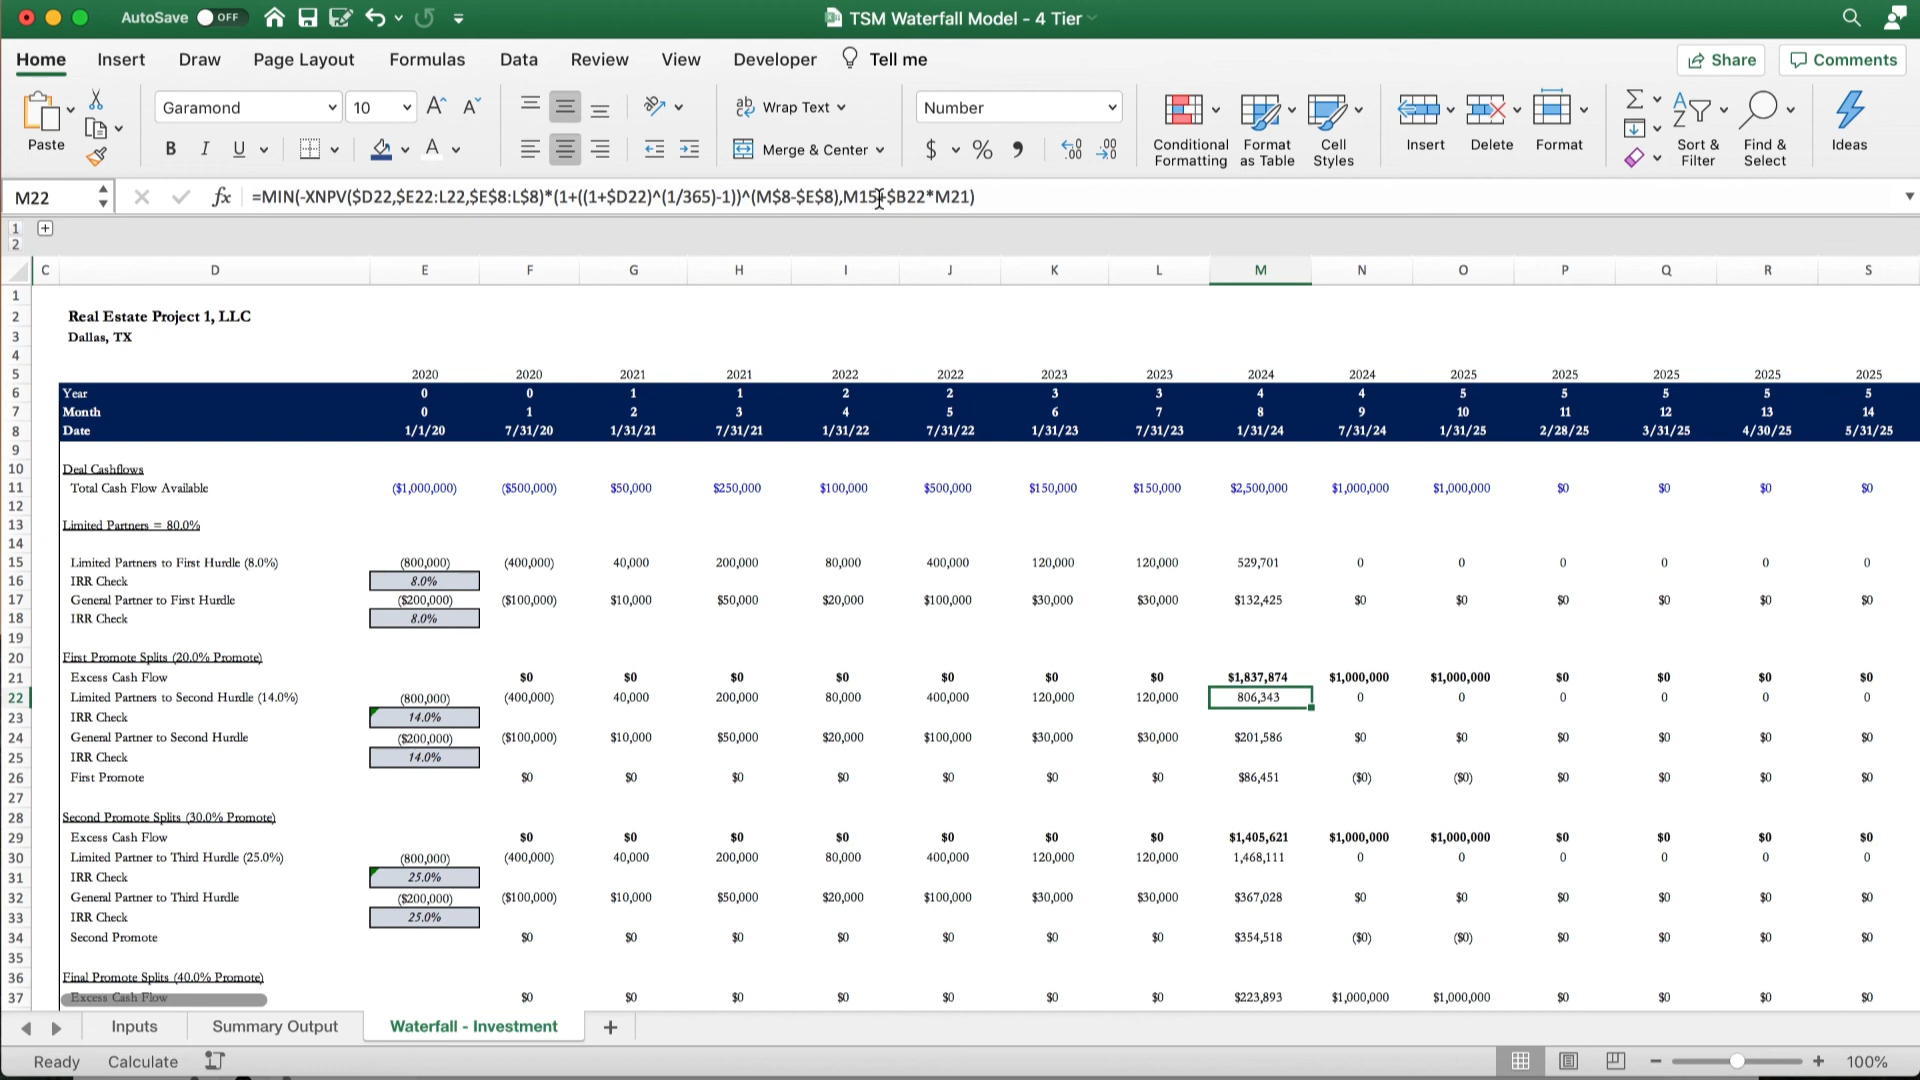 AutoSave OFF TSM Waterfall Model - 4 Tier
Home Insert Draw Page Layout Formulas Data Review View Developer Tell me Share Comments
Paste Garamond 10 A A Wrap Text Number Conditional Formatting Format as Table Cell Styles Insert Delete Format Sort & Filter Find & Select Ideas
B I U A Merge & Center $ % .00
M22 fx =MIN(-XNPV($D22,$E22:L22,$E$8:L$8)*(1+((1+$D22)^(1/365)-1))^(M$8-$E$8),M15+$B22*M21)
1
2
C D E F G H I J K L M N O P Q R S
1
2 Real Estate Project 1, LLC
3 Dallas, TX
4
5 2020 2020 2021 2021 2022 2022 2023 2023 2024 2024 2025 2025 2025 2025 2025
6 Year 0 0 1 1 2 2 3 3 4 4 5 5 5 5 5
7 Month 0 1 2 3 4 5 6 7 8 9 10 11 12 13 14
8 Date 1/1/20 7/31/20 1/31/21 7/31/21 1/31/22 7/31/22 1/31/23 7/31/23 1/31/24 7/31/24 1/31/25 2/28/25 3/31/25 4/30/25 5/31/25
9
10 Deal Cashflows
11 Total Cash Flow Available ($1,000,000) ($500,000) $50,000 $250,000 $100,000 $500,000 $150,000 $150,000 $2,500,000 $1,000,000 $1,000,000 $0 $0 $0 $0
12
13 Limited Partners = 80.0%
14
15 Limited Partners to First Hurdle (8.0%) (800,000) (400,000) 40,000 200,000 80,000 400,000 120,000 120,000 529,701 0 0 0 0 0 0
16 IRR Check 8.0%
17 General Partner to First Hurdle ($200,000) ($100,000) $10,000 $50,000 $20,000 $100,000 $30,000 $30,000 $132,425 $0 $0 $0 $0 $0 $0
18 IRR Check 8.0%
19
20 First Promote Splits (20.0% Promote)
21 Excess Cash Flow $0 $0 $0 $0 $0 $0 $0 $1,837,874 $1,000,000 $1,000,000 $0 $0 $0 $0
22 Limited Partners to Second Hurdle (14.0%) (800,000) (400,000) 40,000 200,000 80,000 400,000 120,000 120,000 806,343 0 0 0 0 0 0
23 IRR Check 14.0%
24 General Partner to Second Hurdle ($200,000) ($100,000) $10,000 $50,000 $20,000 $100,000 $30,000 $30,000 $201,586 $0 $0 $0 $0 $0 $0
25 IRR Check 14.0%
26 First Promote $0 $0 $0 $0 $0 $0 $0 $86,451 ($0) ($0) $0 $0 $0 $0
27
28 Second Promote Splits (30.0% Promote)
29 Excess Cash Flow $0 $0 $0 $0 $0 $0 $0 $1,405,621 $1,000,000 $1,000,000 $0 $0 $0 $0
30 Limited Partner to Third Hurdle (25.0%) (800,000) (400,000) 40,000 200,000 80,000 400,000 120,000 120,000 1,468,111 0 0 0 0 0 0
31 IRR Check 25.0%
32 General Partner to Third Hurdle ($200,000) ($100,000) $10,000 $50,000 $20,000 $100,000 $30,000 $30,000 $367,028 $0 $0 $0 $0 $0 $0
33 IRR Check 25.0%
34 Second Promote $0 $0 $0 $0 $0 $0 $0 $354,518 ($0) ($0) $0 $0 $0 $0
35
36 Final Promote Splits (40.0% Promote)
37 Excess Cash Flow $0 $0 $0 $0 $0 $0 $0 $223,893 $1,000,000 $1,000,000 $0 $0 $0 $0
Inputs Summary Output Waterfall - Investment
Ready Calculate 100%